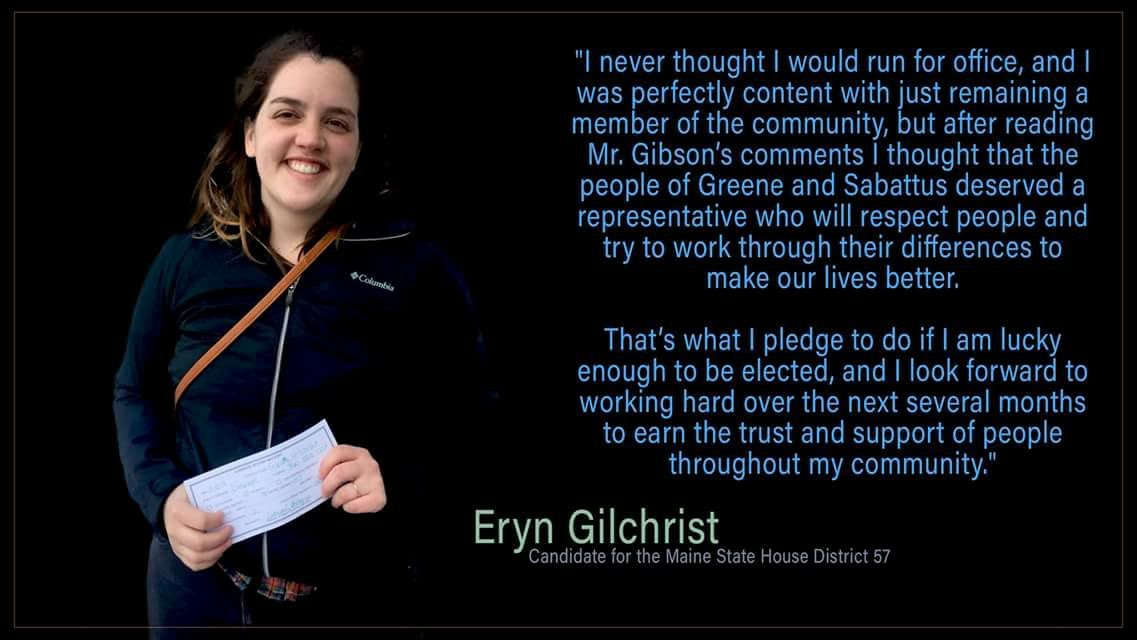 "I never thought I would run for office, and I
was perfectly content with just remaining a
member of the community, but after reading
Mr. Gibson’s comments I thought that the
people of Greene and Sabattus deserved a
representative who will respect people and
try to work through their differences to
make our lives better.
That’s what I pledge to do if I am lucky
enough to be elected, and I look forward to
working hard over the next several months
to earn the trust and support of people
throughout my community."
Eryn Gilchrist
Candidate for the Maine State House District 57
Columbia